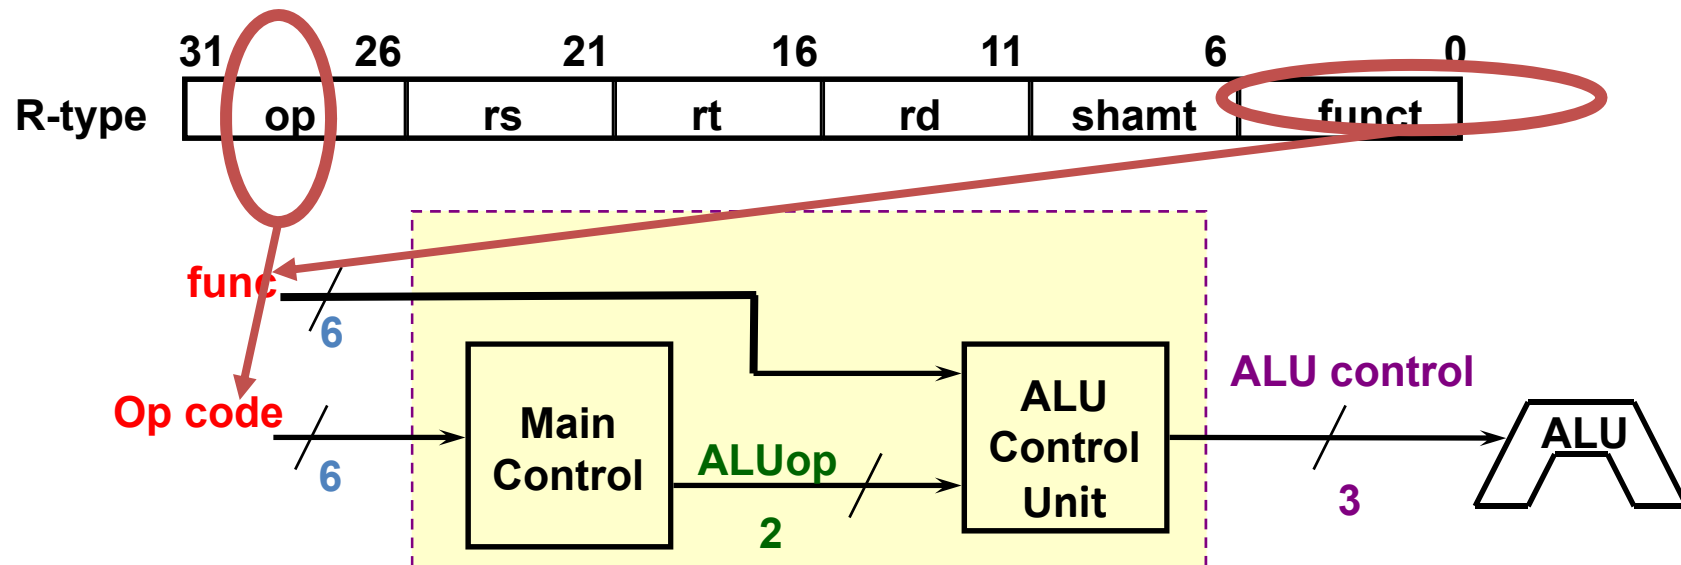 31 26 21 16 11 6 0
R-type op rs rt rd shamt funct
func
6
Op code
6
Main
Control
ALUop
2
ALU
Control
Unit
ALU control
3
ALU